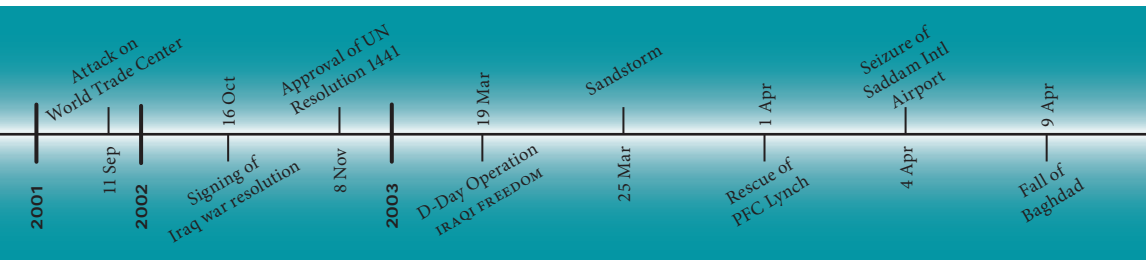 2001
Attack on
World Trade Center
11 Sep
2002
16 Oct
Signing of
Iraq war resolution
Approval of UN
Resolution 1441
8 Nov
2003
19 Mar
D-Day Operation
IRAQI FREEDOM
Sandstorm
25 Mar
1 Apr
Rescue of
PFC Lynch
Seizure of
Saddam Intl
Airport
4 Apr
9 Apr
Fall of
Baghdad